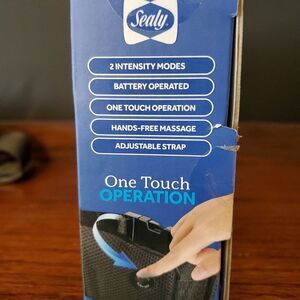 Sealy
2 INTENSITY MODES
BATTERY OPERATED
ONE TOUCH OPERATION
HANDS-FREE MASSAGE
ADJUSTABLE STRAP
One Touch
OPERATION